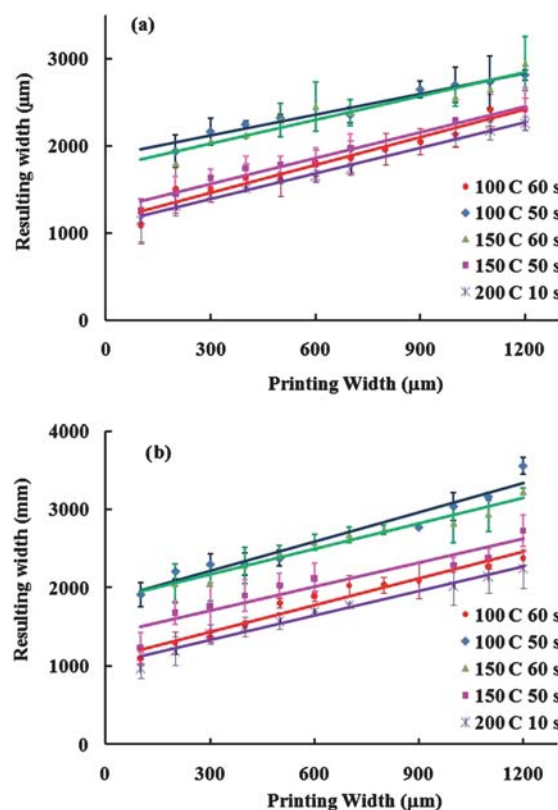 (a)
3000
2000
1000
0
Resulting width (µm)
100 C 60 s
100 C 50 s
150 C 60 s
150 C 50 s
200 C 10 s
0 300 600 900 1200
Printing Width (µm)
(b)
4000
3000
2000
1000
0
Resulting width (mm)
100 C 60 s
100 C 50 s
150 C 60 s
150 C 50 s
200 C 10 s
0 300 600 900 1200
Printing Width (µm)